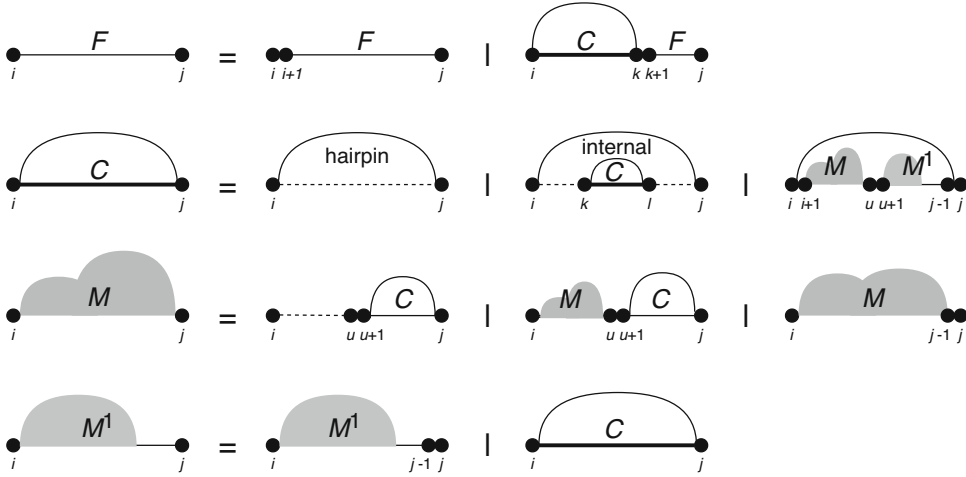 F = F | C F
i j i i+1 j i k k+1 j
C = hairpin | internal C | M M¹
i j i j i k l j i i+1 u u+1 j-1 j
M = C | M C | M
i j i u u+1 j i u u+1 j i j-1 j
M¹ = M¹ | C
i j i j-1 j i j